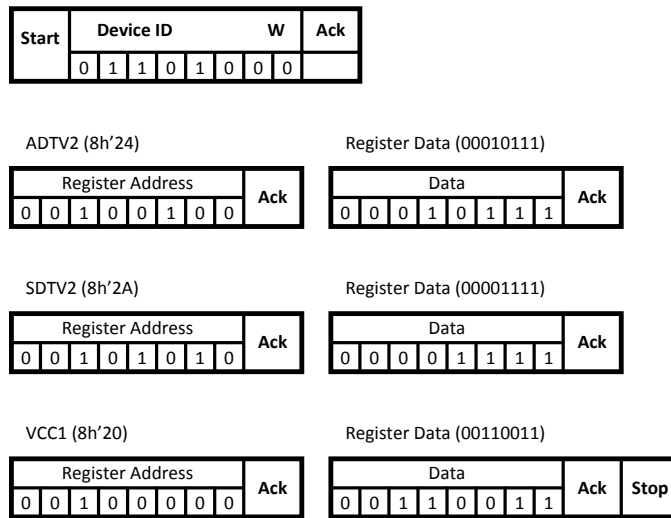 Start Device ID W Ack
0 1 1 0 1 0 0 0
ADTV2 (8h'24) Register Data (00010111)
Register Address Ack Data Ack
0 0 1 0 0 1 0 0 0 0 0 1 0 1 1 1
SDTV2 (8h'2A) Register Data (00001111)
Register Address Ack Data Ack
0 0 1 0 1 0 1 0 0 0 0 0 1 1 1 1
VCC1 (8h'20) Register Data (00110011)
Register Address Ack Data Ack Stop
0 0 1 0 0 0 0 0 0 0 1 1 0 0 1 1